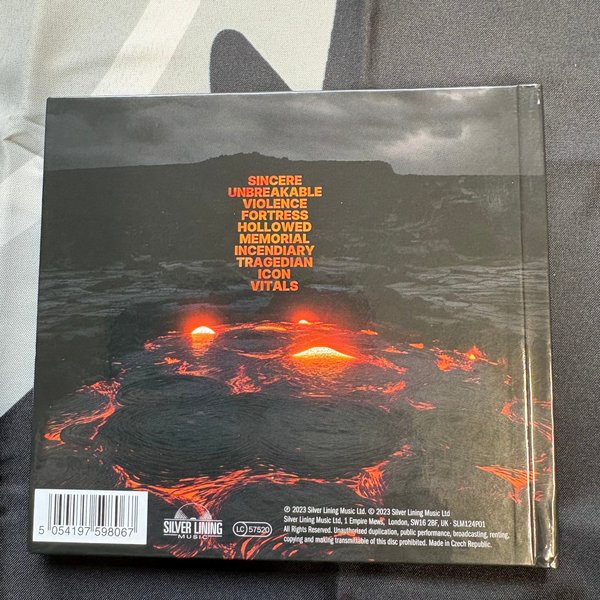 SINCERE
UNBREAKABLE
VIOLENCE
FORTRESS
HOLLOWED
MEMORIAL
INCENDIARY
TRAGEDIAN
ICON
VITALS
5 054197 598067
SILVER LINING
MUSIC
LC 57520
℗ 2023 Silver Lining Music Ltd. © 2023 Silver Lining Music Ltd
Silver Lining Music Ltd, 1 Empire Mews, London, SW16 2BF, UK · SLM124P01
All Rights Reserved. Unauthorized duplication, public performance, broadcasting, renting,
copying and making transmittable of this disc prohibited. Made in Czech Republic.